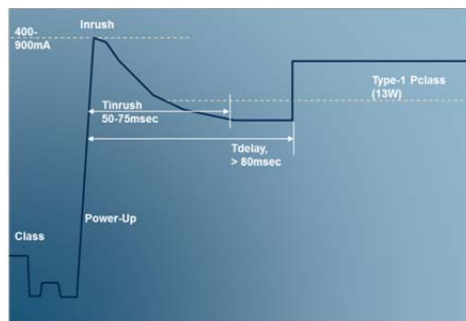 400-
900mA
Inrush
Type-1 Pclass
(13W)
Tinrush
50-75msec
Tdelay,
> 80msec
Power-Up
Class